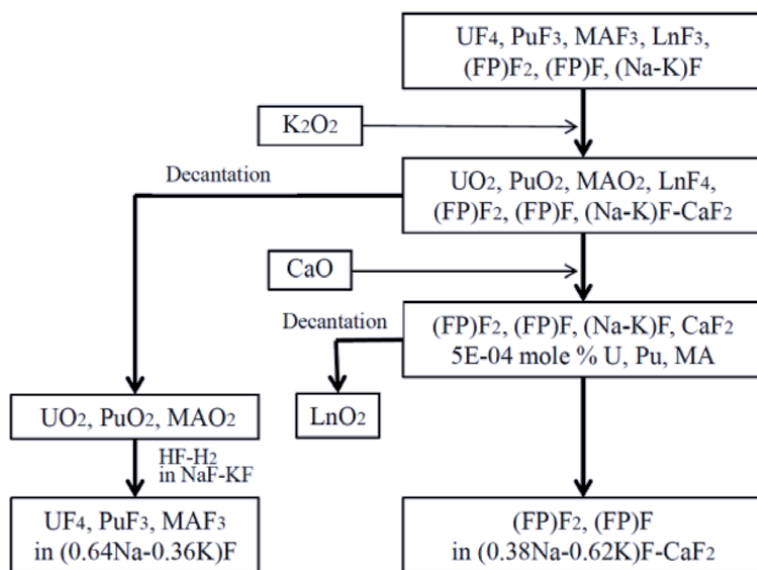 UF4, PuF3, MAF3, LnF3,
(FP)F2, (FP)F, (Na-K)F
K2O2
Decantation
UO2, PuO2, MAO2, LnF4,
(FP)F2, (FP)F, (Na-K)F-CaF2
CaO
Decantation
(FP)F2, (FP)F, (Na-K)F, CaF2
5E-04 mole % U, Pu, MA
UO2, PuO2, MAO2
LnO2
HF-H2
in NaF-KF
UF4, PuF3, MAF3
in (0.64Na-0.36K)F
(FP)F2, (FP)F
in (0.38Na-0.62K)F-CaF2